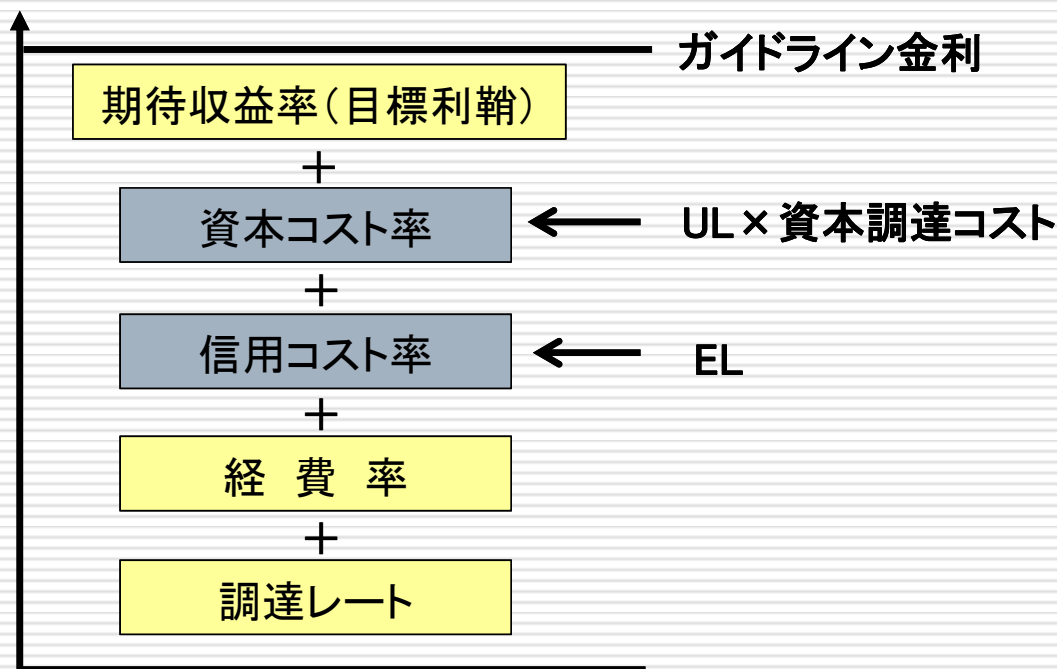 ガイドライン金利
期待収益率(目標利鞘)
+
資本コスト率
UL×資本調達コスト
+
信用コスト率
EL
+
経 費 率
+
調達レート